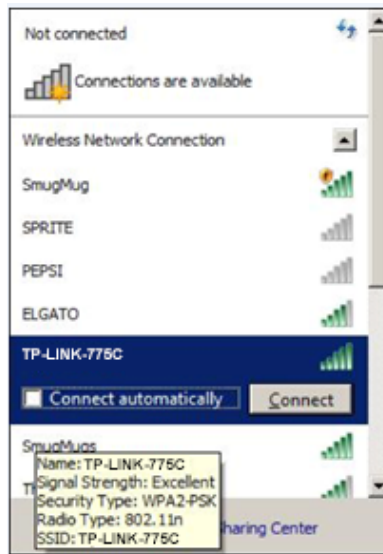 Not connected
Connections are available
Wireless Network Connection
SmugMug
SPRITE
PEPSI
ELGATO
TP-LINK-775C
Connect automatically
Connect
SmugMugs
Name: TP-LINK-775C
Signal Strength: Excellent
Security Type: WPA2-PSK
Radio Type: 802.11n
SSID: TP-LINK-775C
Sharing Center